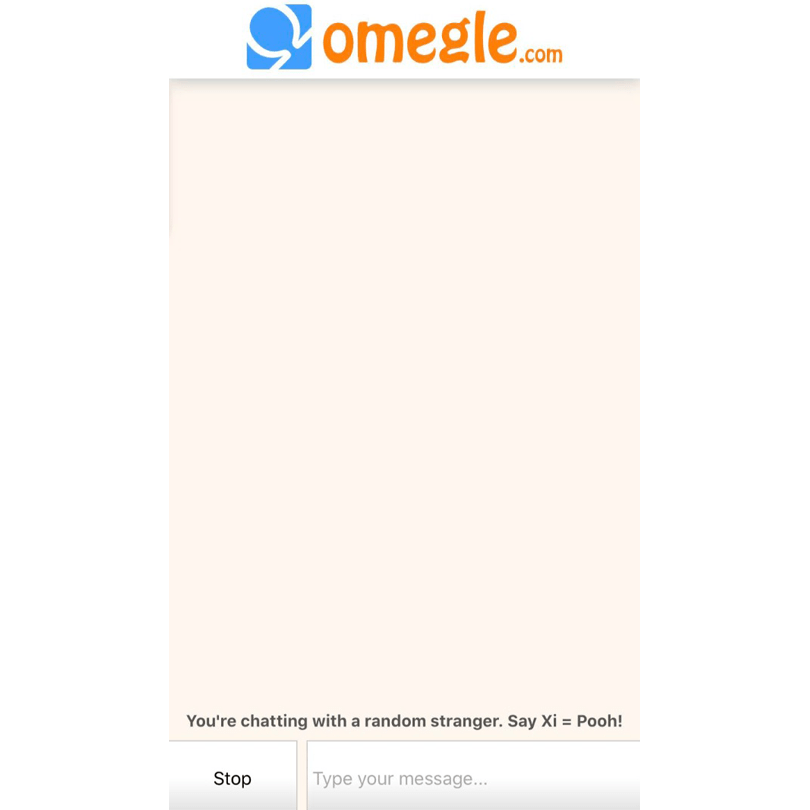 omegle.com
You're chatting with a random stranger. Say Xi = Pooh!
Stop
Type your message...